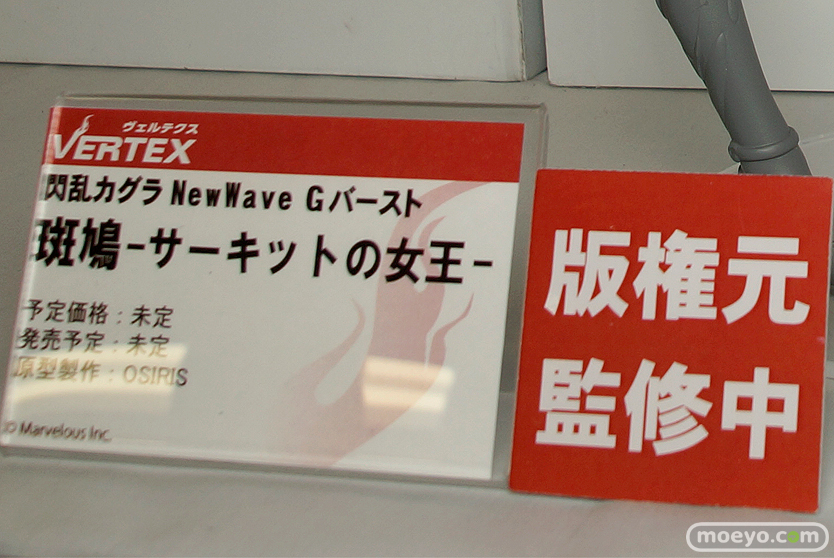 ヴェルテクス
VERTEX
閃乱カグラ NewWave Gバースト
斑鳩-サーキットの女王-
予定価格：未定
発売予定：未定
原型製作：OSIRIS
© Marvelous Inc.
版権元
監修中
moeyo.com